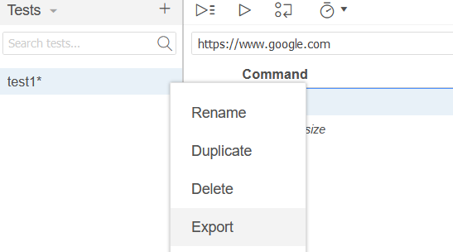 Tests
Search tests...
https://www.google.com
Command
test1*
size
Rename
Duplicate
Delete
Export